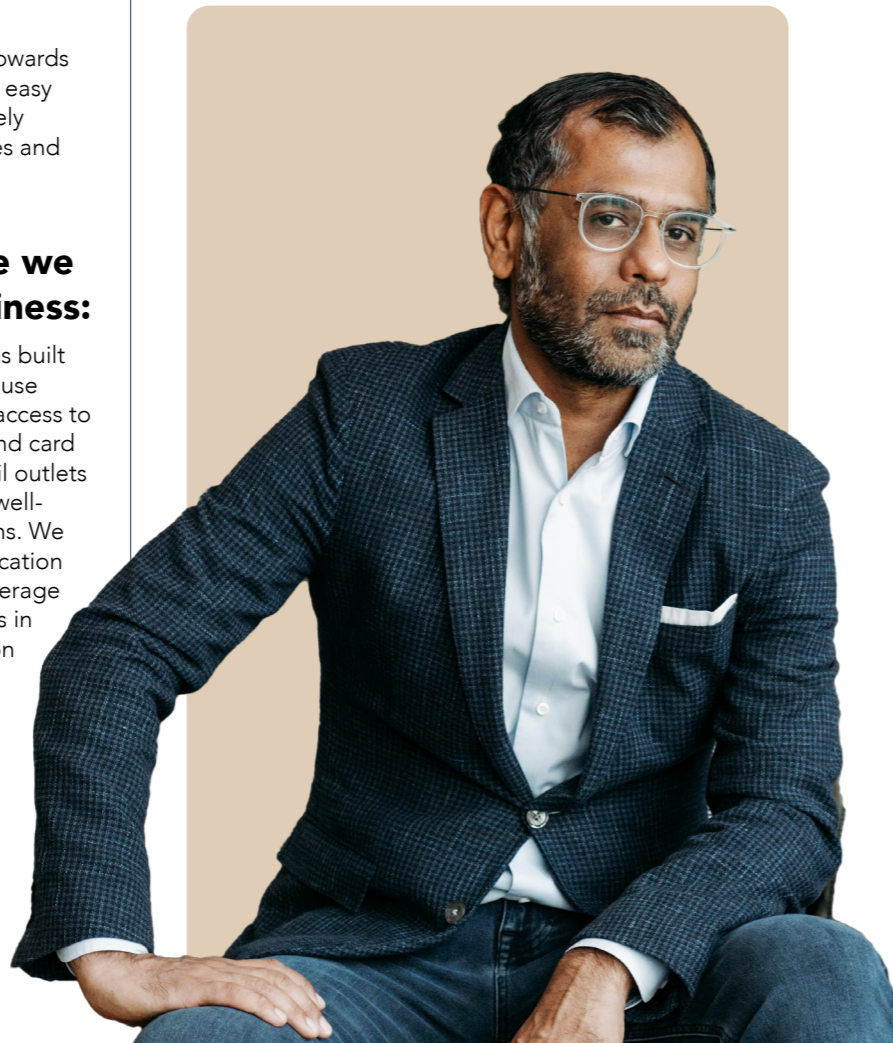 owards
easy
ely
es and
e we
iness:
s built
use
access to
nd card
il outlets
well-
ns. We
cation
erage
s in
on